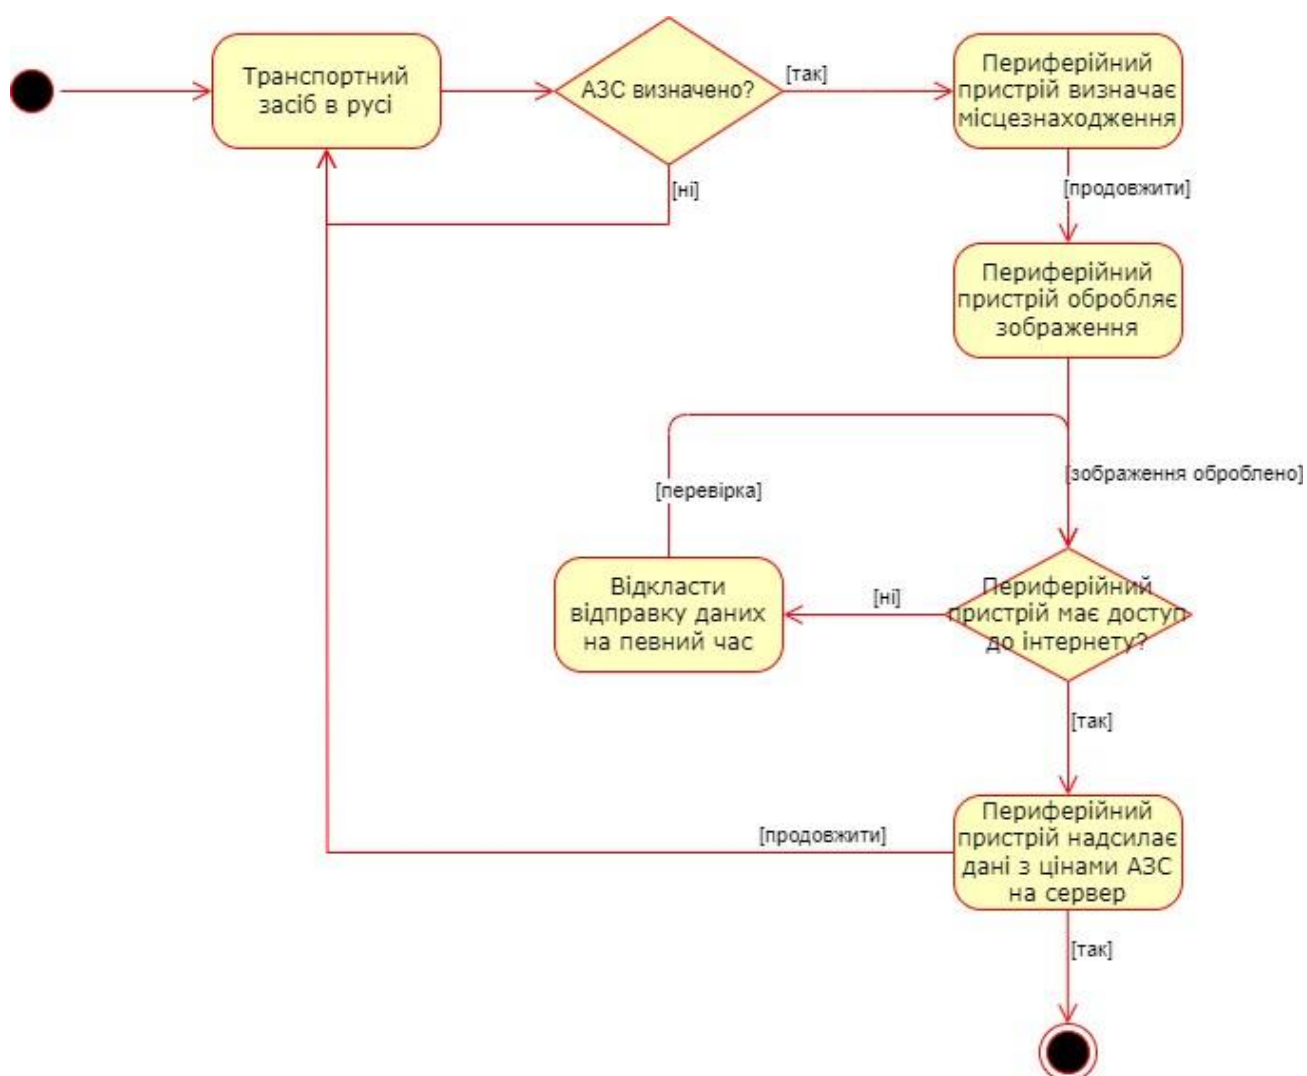 Транспортний
засіб в русі
АЗС визначено?
[так]
Периферійний
пристрій визначає
місцезнаходження
[ні]
[продовжити]
Периферійний
пристрій обробляє
зображення
[зображення оброблено]
[перевірка]
Відкласти
відправку даних
на певний час
[ні]
Периферійний
пристрій має доступ
до інтернету?
[так]
Периферійний
пристрій надсилає
дані з цінами АЗС
на сервер
[продовжити]
[так]